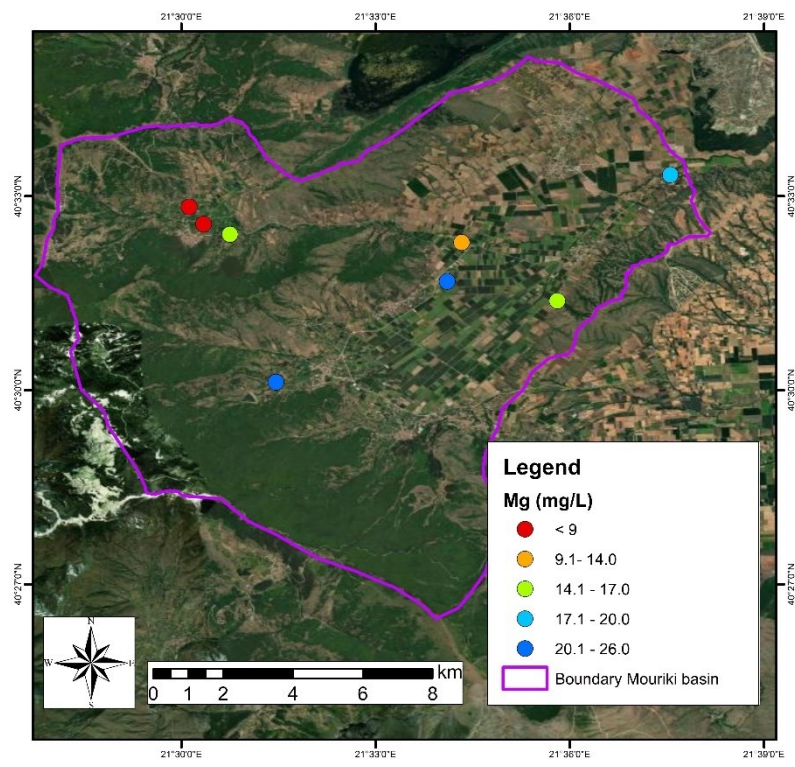 21°30'0"E 21°33'0"E 21°36'0"E 21°39'0"E
40°33'0"N 40°33'0"N
40°30'0"N 40°30'0"N
40°27'0"N 40°27'0"N
Legend
Mg (mg/L)
< 9
9.1- 14.0
14.1 - 17.0
17.1 - 20.0
20.1 - 26.0
Boundary Mouriki basin
N
W E
S
km
0 1 2 4 6 8
21°30'0"E 21°33'0"E 21°36'0"E 21°39'0"E